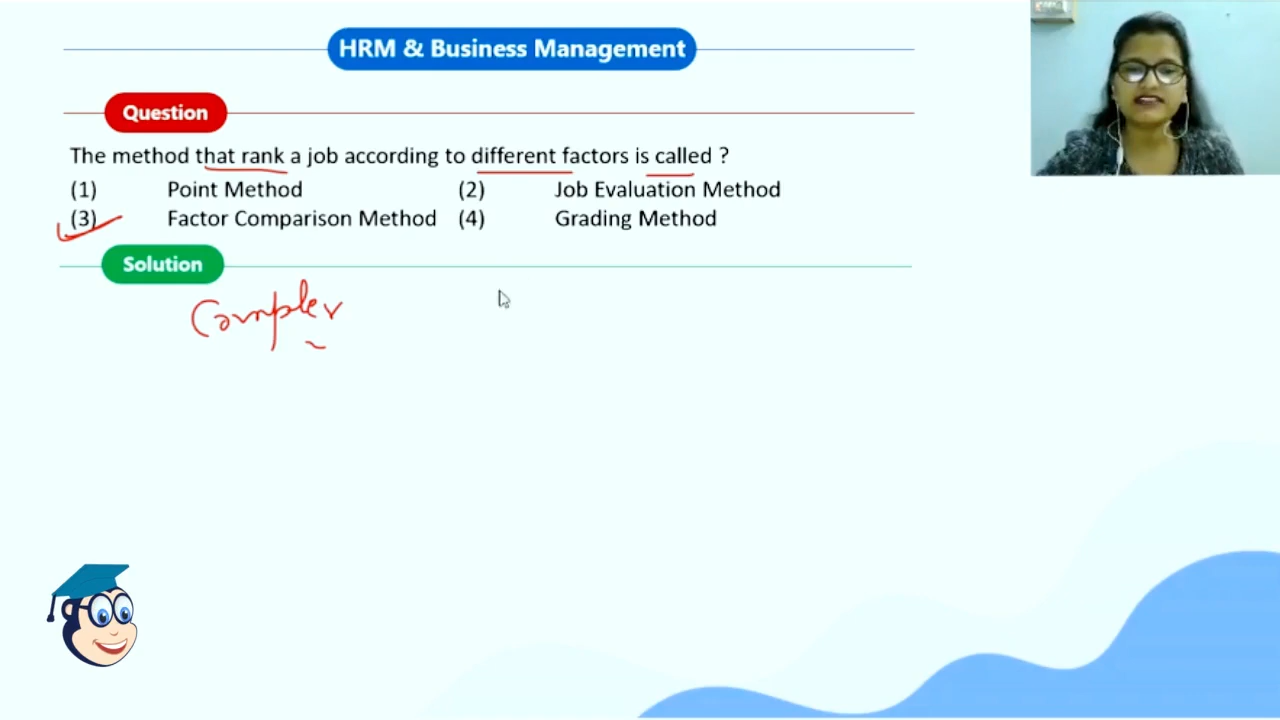 HRM & Business Management
Question
The method that rank a job according to different factors is called ?
(1) Point Method (2) Job Evaluation Method
(3) Factor Comparison Method (4) Grading Method
Solution
Complex